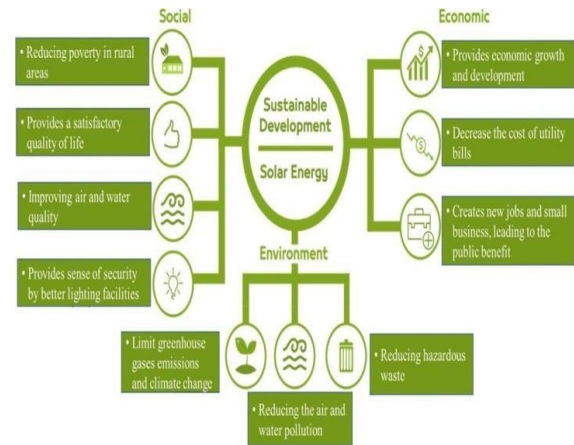 Social
• Reducing poverty in rural
areas
• Provides a satisfactory
quality of life
• Improving air and water
quality
• Provides sense of security
by better lighting facilities
Sustainable
Development
Solar Energy
Economic
• Provides economic growth
and development
• Decrease the cost of utility
bills
• Creates new jobs and small
business, leading to the
public benefit
Environment
• Limit greenhouse
gases emissions
and climate change
• Reducing the air and
water pollution
• Reducing hazardous
waste